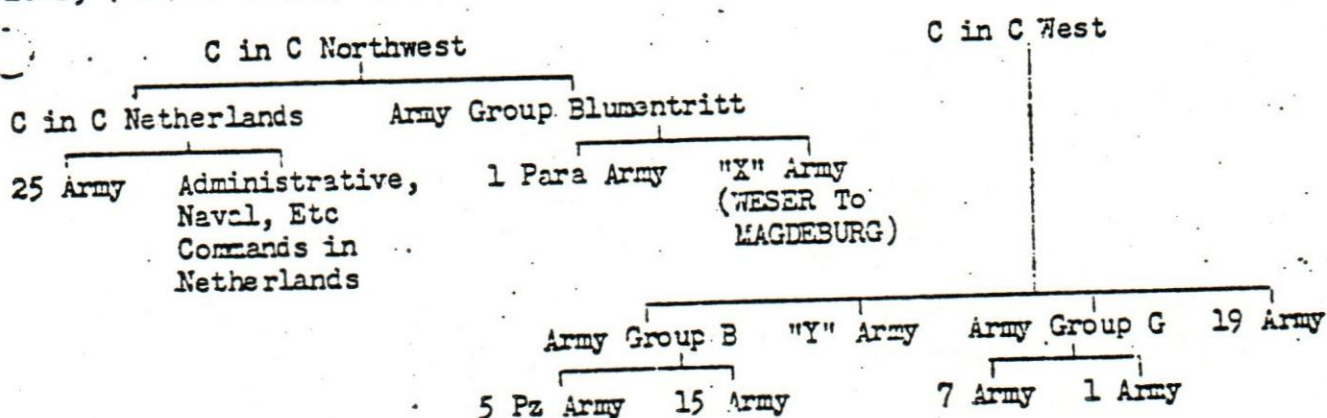 C in C Northwest
C in C West
C in C Netherlands
Army Group Blumentritt
25 Army
Administrative,
Naval, Etc
Commands in
Netherlands
1 Para Army
"X" Army
(WESER To
MAGDEBURG)
Army Group B
"Y" Army
Army Group G
19 Army
5 Pz Army
15 Army
7 Army
1 Army